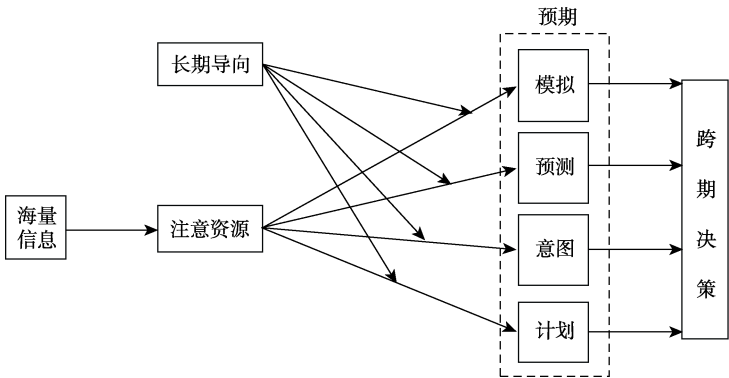 预期
长期导向
模拟
跨
期
决
策
预测
海量
信息
注意资源
意图
计划